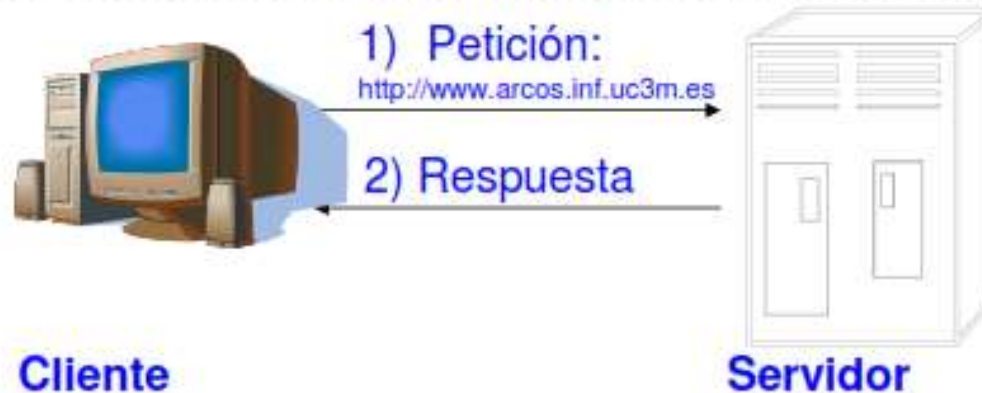 1) Petición:
http://www.arcos.inf.uc3m.es
2) Respuesta
Cliente
Servidor